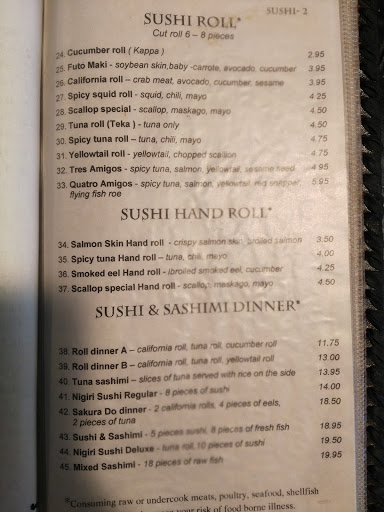 SUSHI- 2
SUSHI ROLL*
Cut roll 6 – 8 pieces
24. Cucumber roll ( Kappa ) 2.95
25. Futo Maki - soybean skin,baby -carrote, avocado, cucumber 3.95
26. California roll – crab meat, avocado, cucumber, sesame 3.95
27. Spicy squid roll - squid, chili, mayo 4.25
28. Scallop special - scallop, maskago, mayo 4.50
29. Tuna roll (Teka ) - tuna only 4.50
30. Spicy tuna roll – tuna, chili, mayo 4.75
31. Yellowtail roll - yellowtail, chopped scallion 4.75
32. Tres Amigos - spicy tuna, salmon, yellowtail, sesame seed 4.95
33. Quatro Amigos - spicy tuna, salmon, yellowtail, red snapper, 5.95
flying fish roe
SUSHI HAND ROLL*
34. Salmon Skin Hand roll - crispy salmon skin, broiled salmon 3.50
35. Spicy tuna Hand roll – tuna, chili, mayo 4.00
36. Smoked eel Hand roll - broiled smoked eel, cucumber 4.25
37. Scallop special Hand roll - scallop, maskago, mayo 4.50
SUSHI & SASHIMI DINNER*
38. Roll dinner A – california roll, tuna roll, cucumber roll 11.75
39. Roll dinner B – california roll, tuna roll, yellowtail roll 13.00
40. Tuna sashimi – slices of tuna served with rice on the side 13.95
41. Nigiri Sushi Regular - 8 pieces of sushi 14.00
42. Sakura Do dinner - 2 california rolls, 4 pieces of eels, 18.50
2 pieces of tuna
43. Sushi & Sashimi - 5 pieces sushi, 8 pieces of fresh fish 18.95
44. Nigiri Sushi Deluxe - tuna roll, 10 pieces of sushi 19.50
45. Mixed Sashimi - 18 pieces of raw fish 19.95
*Consuming raw or undercook meats, poultry, seafood, shellfish
your risk of food borne illness.